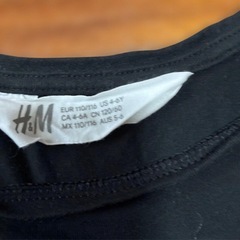 H&M
EUR 110/116 US 4-6Y
CA 4-6A CN 120/60
MX 110/116 AUS 5-6